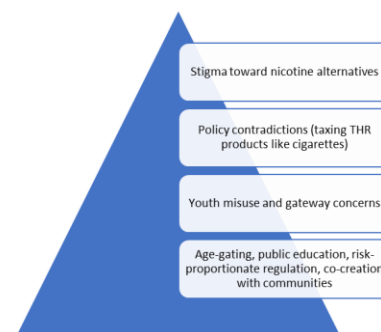 Stigma toward nicotine alternatives
Policy contradictions (taxing THR
products like cigarettes)
Youth misuse and gateway concerns
Age-gating, public education, risk-
proportionate regulation, co-creation
with communities